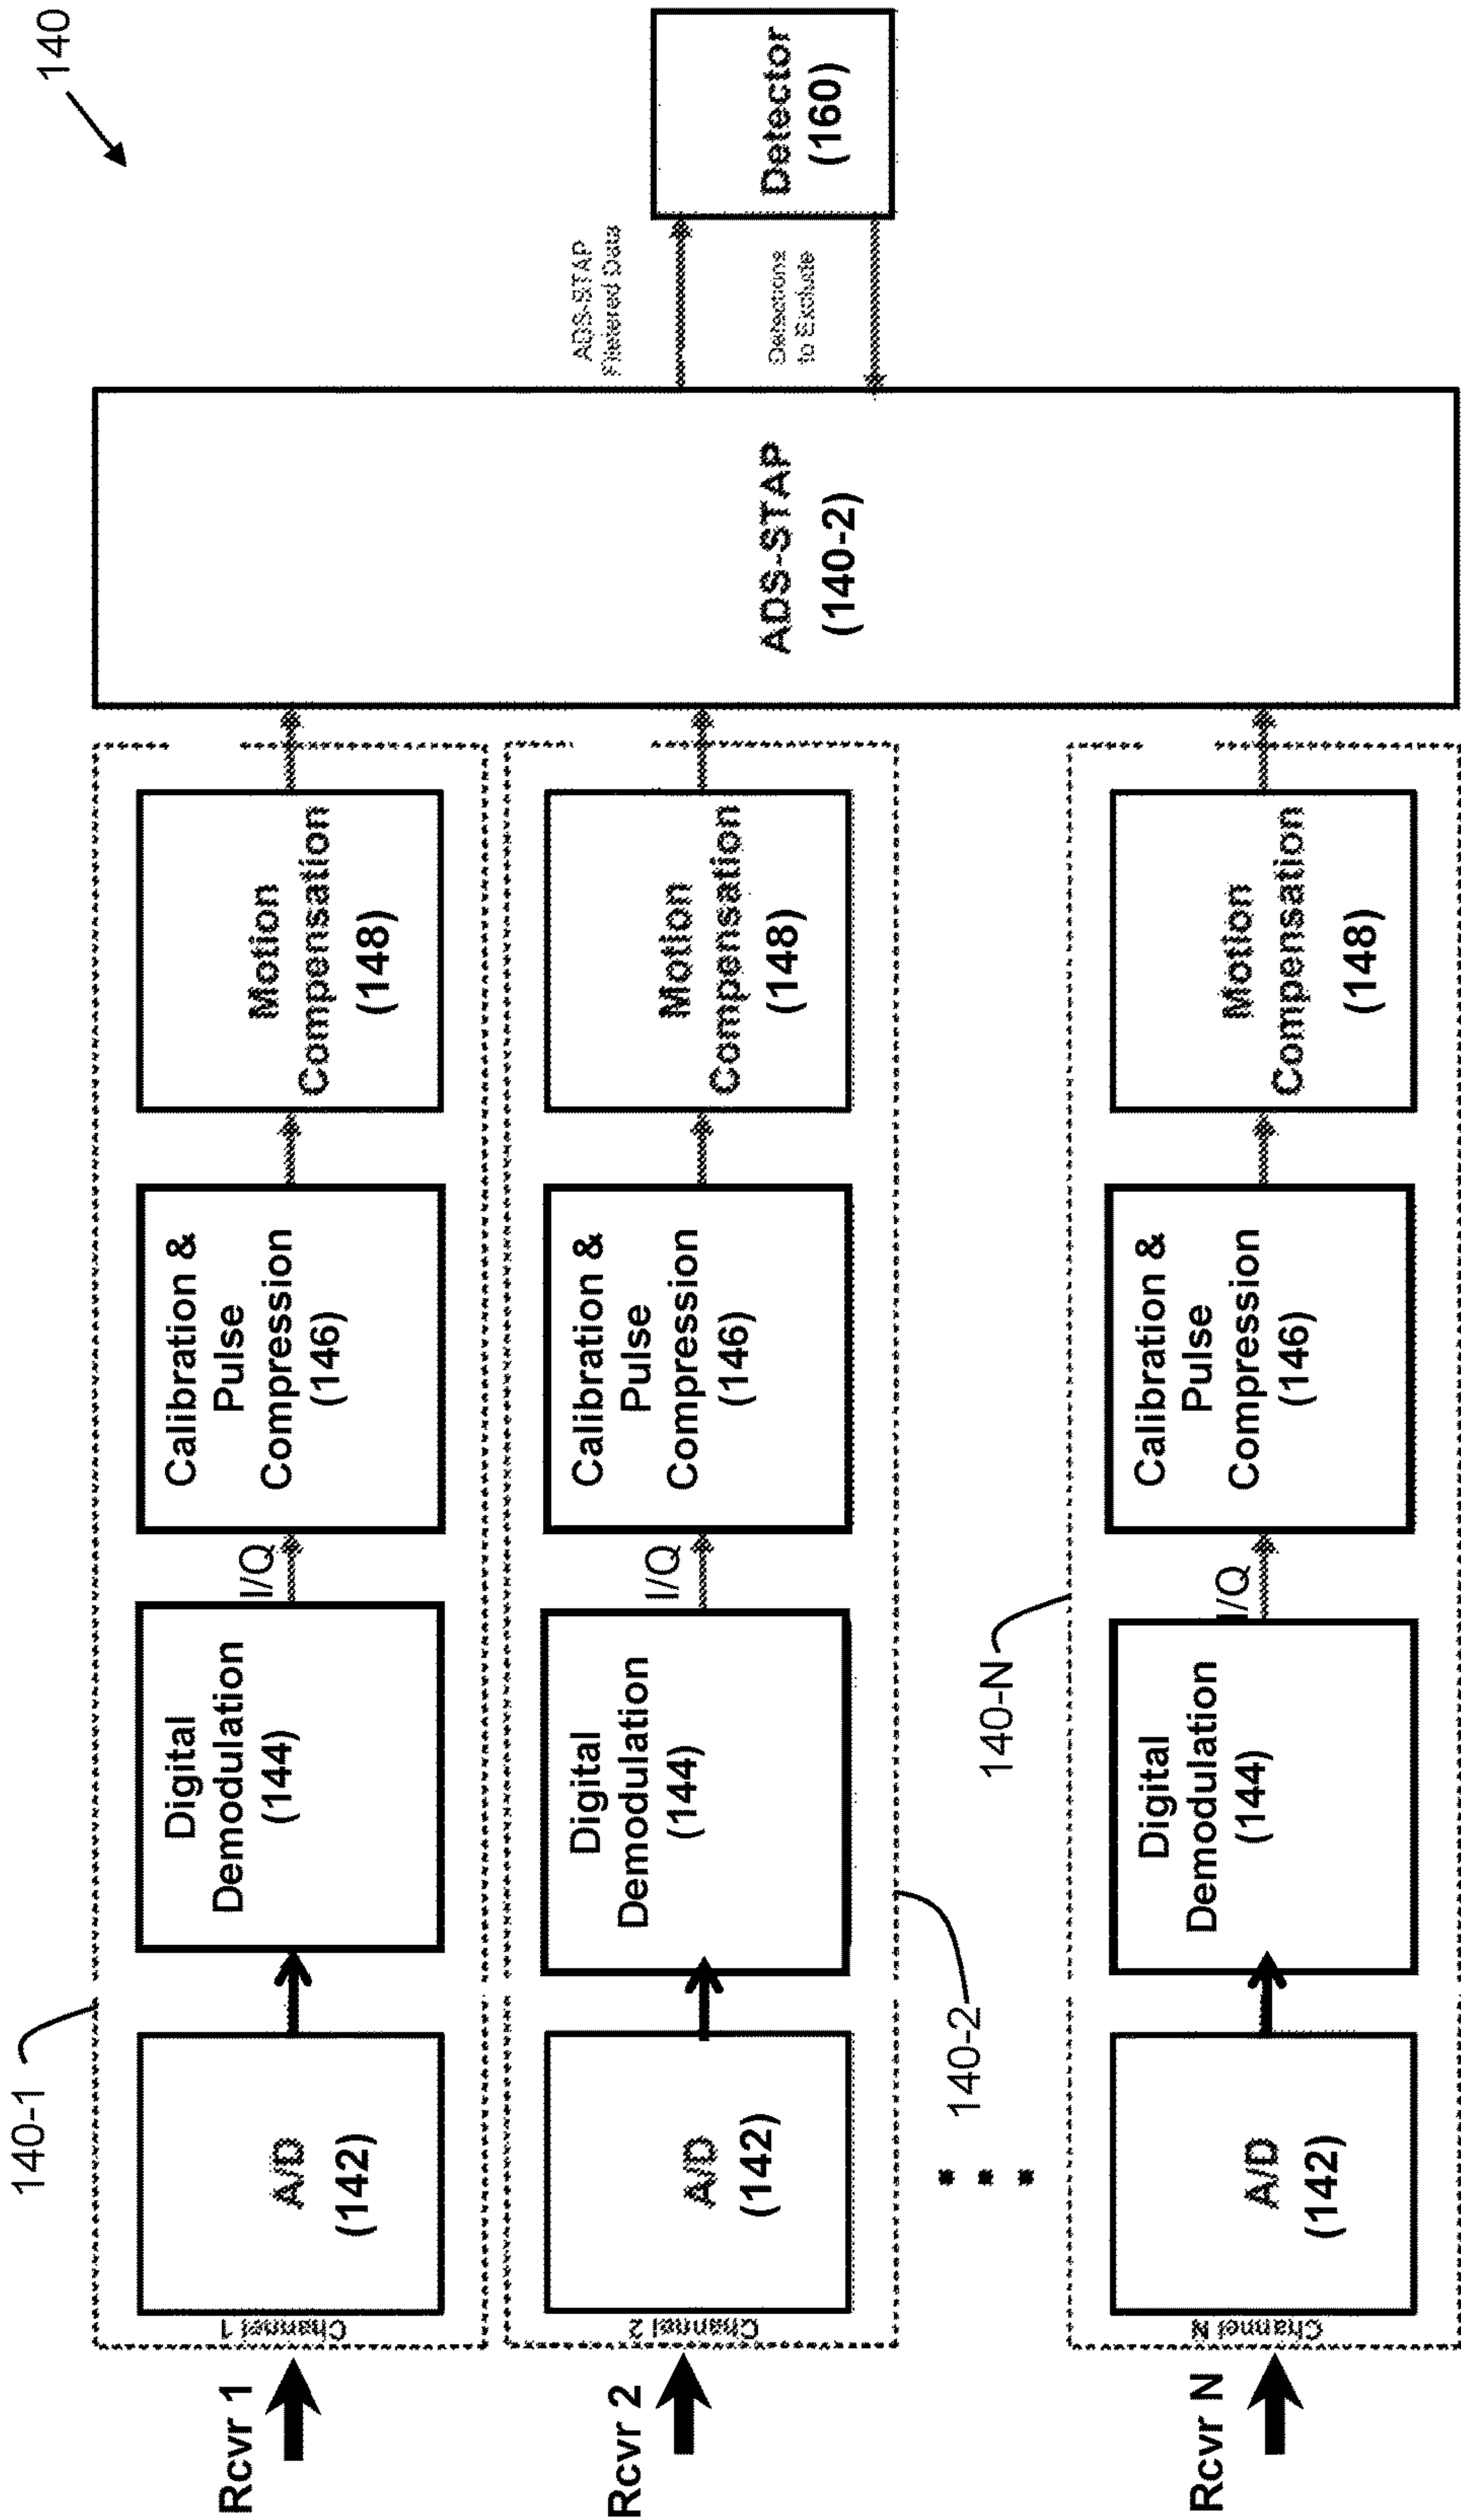 140
140-1
Rcvr 1
Channel 1
A/D
(142)
Digital
Demodulation
(144)
I/Q
Calibration &
Pulse
Compression
(146)
Motion
Compensation
(148)
Rcvr 2
Channel 2
A/D
(142)
Digital
Demodulation
(144)
I/Q
Calibration &
Pulse
Compression
(146)
Motion
Compensation
(148)
140-2
140-N
Rcvr N
Channel N
A/D
(142)
Digital
Demodulation
(144)
I/Q
Calibration &
Pulse
Compression
(146)
Motion
Compensation
(148)
ADS-STAP
(140-2)
ADS-STAP
Filtered Data
Detections
to Exclude
Detector
(160)